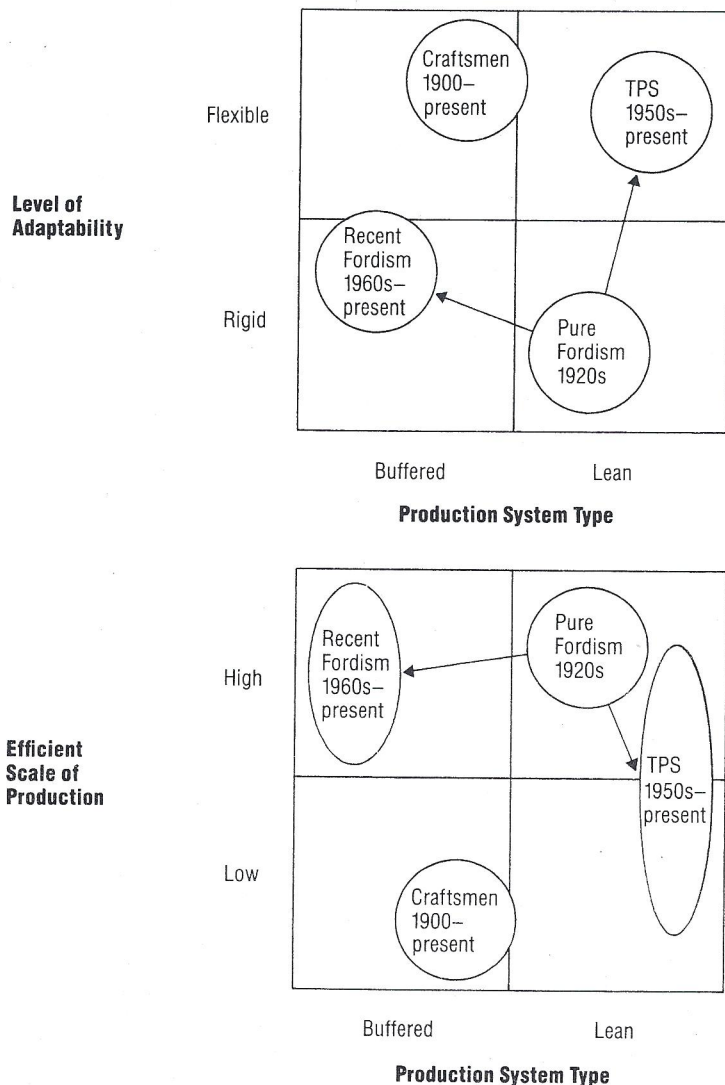 Craftsmen
1900–
present
TPS
1950s–
present
Flexible
Level of
Adaptability
Recent
Fordism
1960s–
present
Rigid
Pure
Fordism
1920s
Buffered
Lean
Production System Type
Recent
Fordism
1960s–
present
Pure
Fordism
1920s
High
Efficient
Scale of
Production
TPS
1950s–
present
Low
Craftsmen
1900–
present
Buffered
Lean
Production System Type